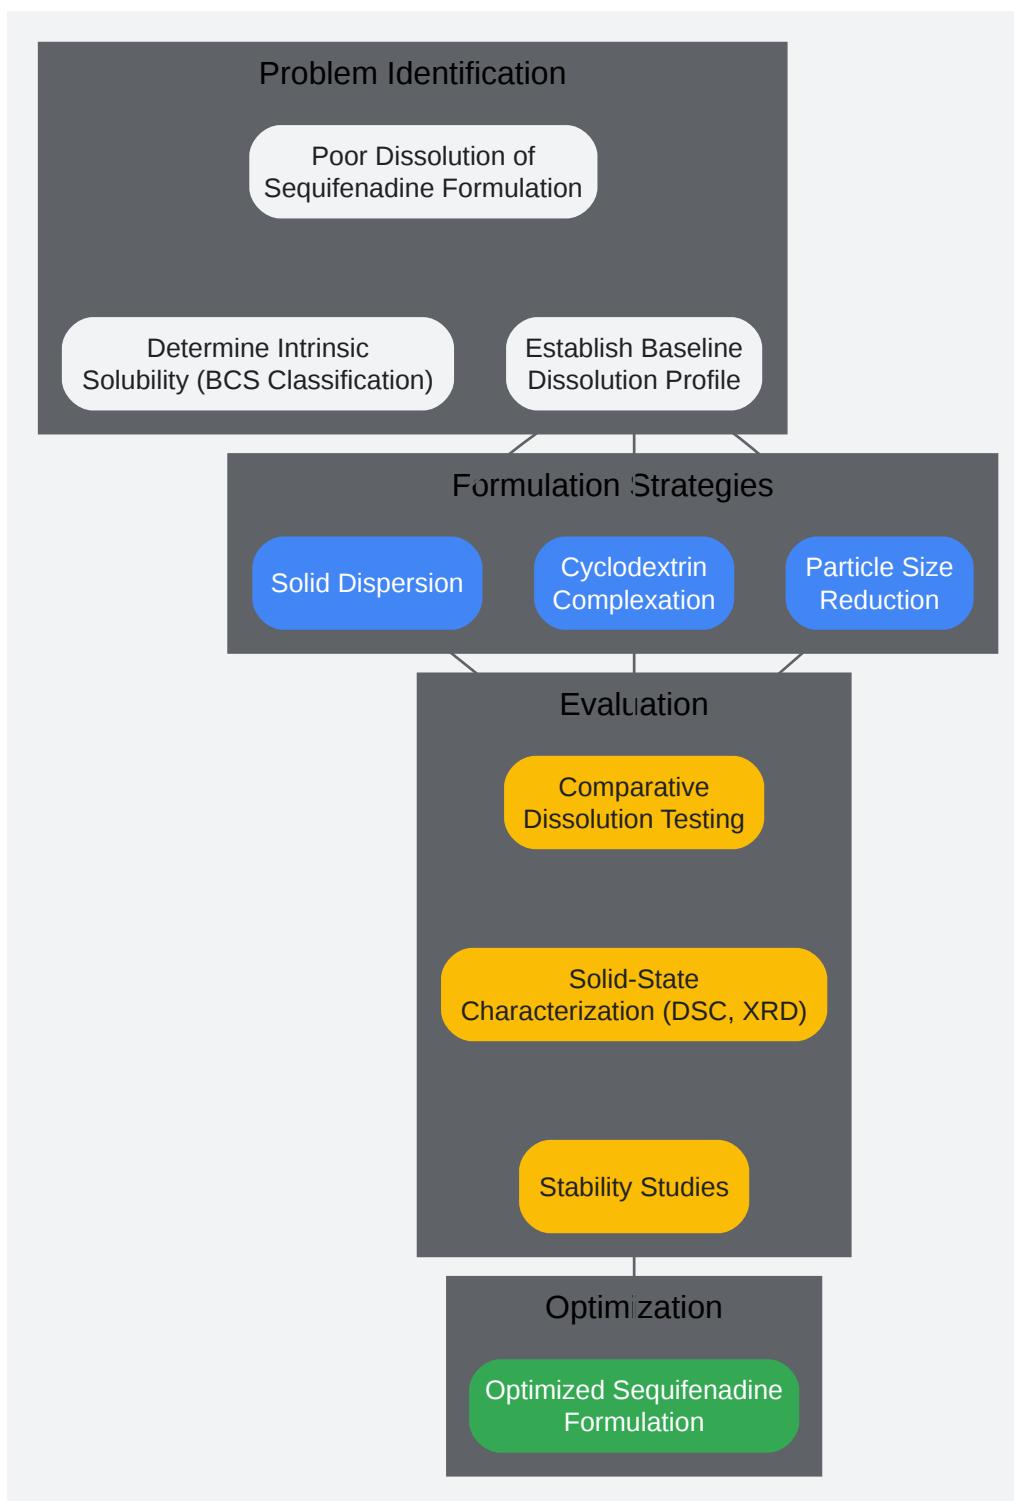 Problem Identification
Poor Dissolution of
Sequifenadine Formulation
Determine Intrinsic
Solubility (BCS Classification)
Establish Baseline
Dissolution Profile
Formulation Strategies
Solid Dispersion
Cyclodextrin
Complexation
Particle Size
Reduction
Evaluation
Comparative
Dissolution Testing
Solid-State
Characterization (DSC, XRD)
Stability Studies
Optimization
Optimized Sequifenadine
Formulation